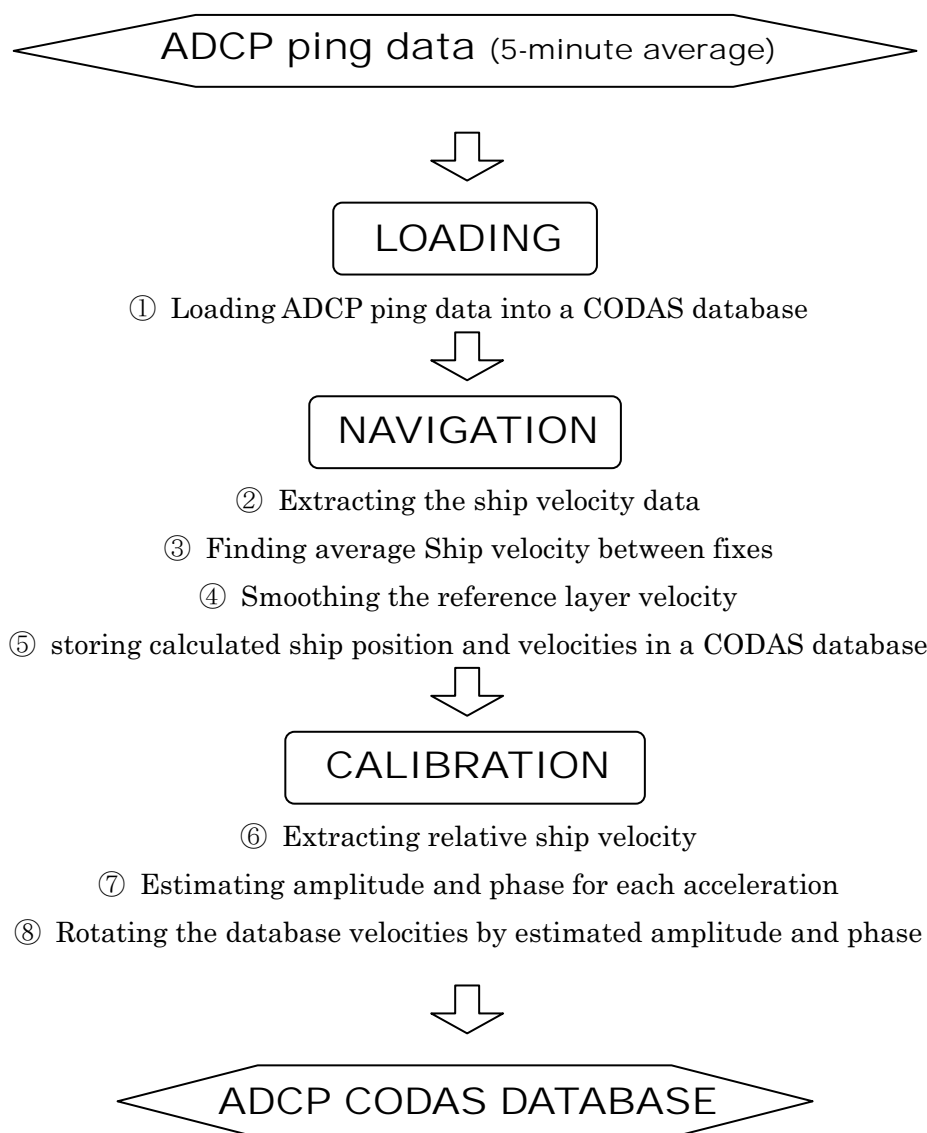 ADCP ping data (5-minute average)
LOADING
① Loading ADCP ping data into a CODAS database
NAVIGATION
② Extracting the ship velocity data
③ Finding average Ship velocity between fixes
④ Smoothing the reference layer velocity
⑤ storing calculated ship position and velocities in a CODAS database
CALIBRATION
⑥ Extracting relative ship velocity
⑦ Estimating amplitude and phase for each acceleration
⑧ Rotating the database velocities by estimated amplitude and phase
ADCP CODAS DATABASE